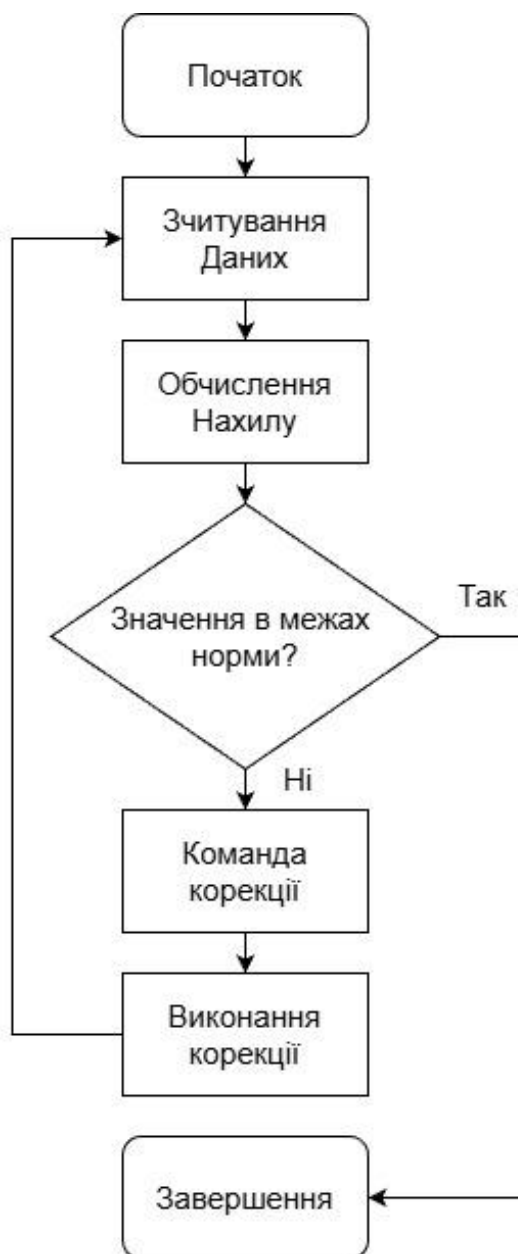 Початок
Зчитування
Даних
Обчислення
Нахилу
Значення в межах
норми?
Так
Ні
Команда
корекції
Виконання
корекції
Завершення